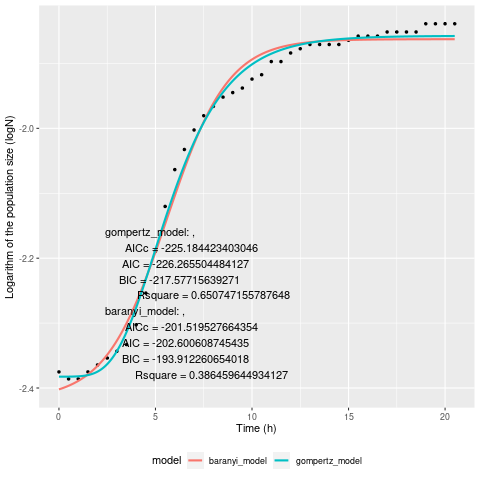 -2.0
-2.2
-2.4
Logarithm of the population size (logN)
gompertz_model: ,
AICc = -225.184423403046
AIC = -226.265504484127
BIC = -217.57715639271
Rsquare = 0.650747155787648
baranyi_model: ,
AICc = -201.519527664354
AIC = -202.600608745435
BIC = -193.912260654018
Rsquare = 0.386459644934127
0 5 10 15 20
Time (h)
model baranyi_model gompertz_model